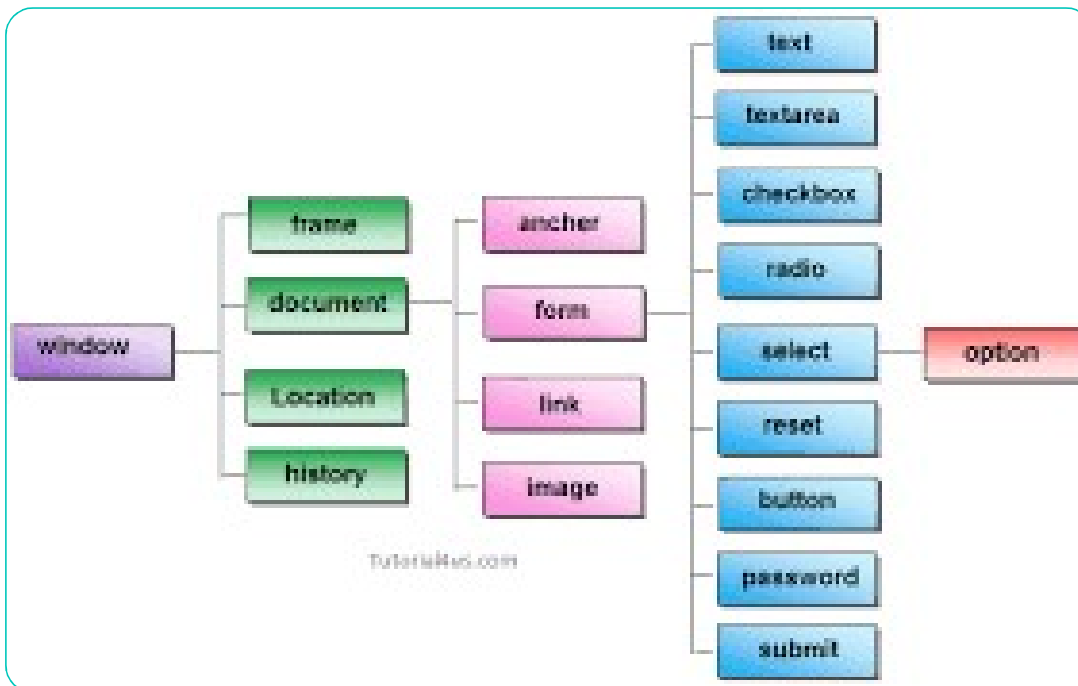 window
frame
document
Location
history
ancher
form
link
image
text
textarea
checkbox
radio
select
reset
button
password
submit
option
Tutorial4us.com